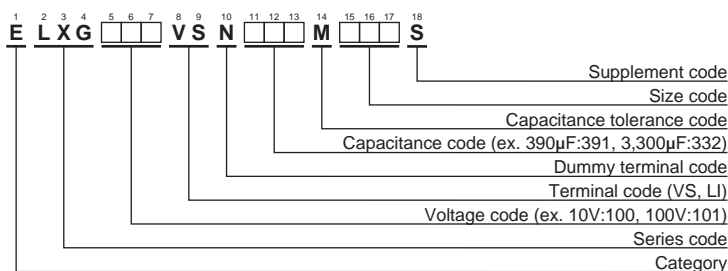 1 2 3 4 5 6 7 8 9 10 11 12 13 14 15 16 17 18
E L X G □ □ □ V S N □ □ □ M □ □ □ S
Supplement code
Size code
Capacitance tolerance code
Capacitance code (ex. 390µF:391, 3,300µF:332)
Dummy terminal code
Terminal code (VS, LI)
Voltage code (ex. 10V:100, 100V:101)
Series code
Category